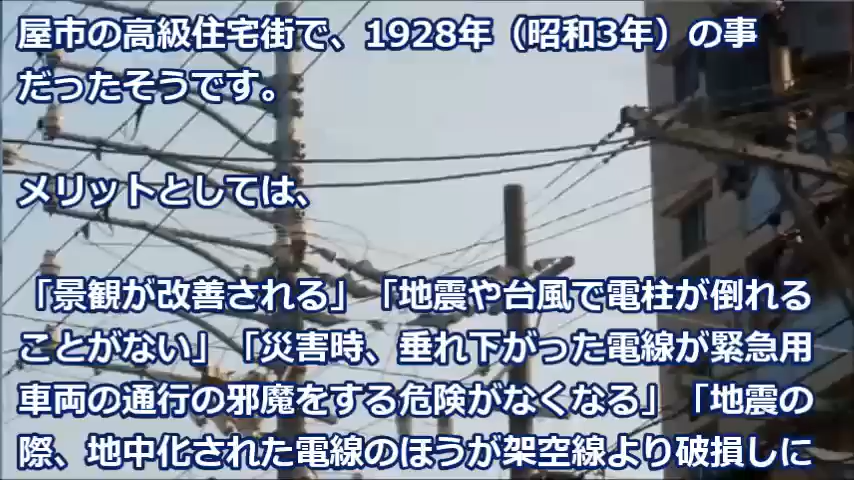 屋市の高級住宅街で、1928年（昭和3年）の事
だったそうです。
メリットとしては、
「景観が改善される」「地震や台風で電柱が倒れる
ことがない」「災害時、垂れ下がった電線が緊急用
車両の通行の邪魔をする危険がなくなる」「地震の
際、地中化された電線のほうが架空線より破損しに